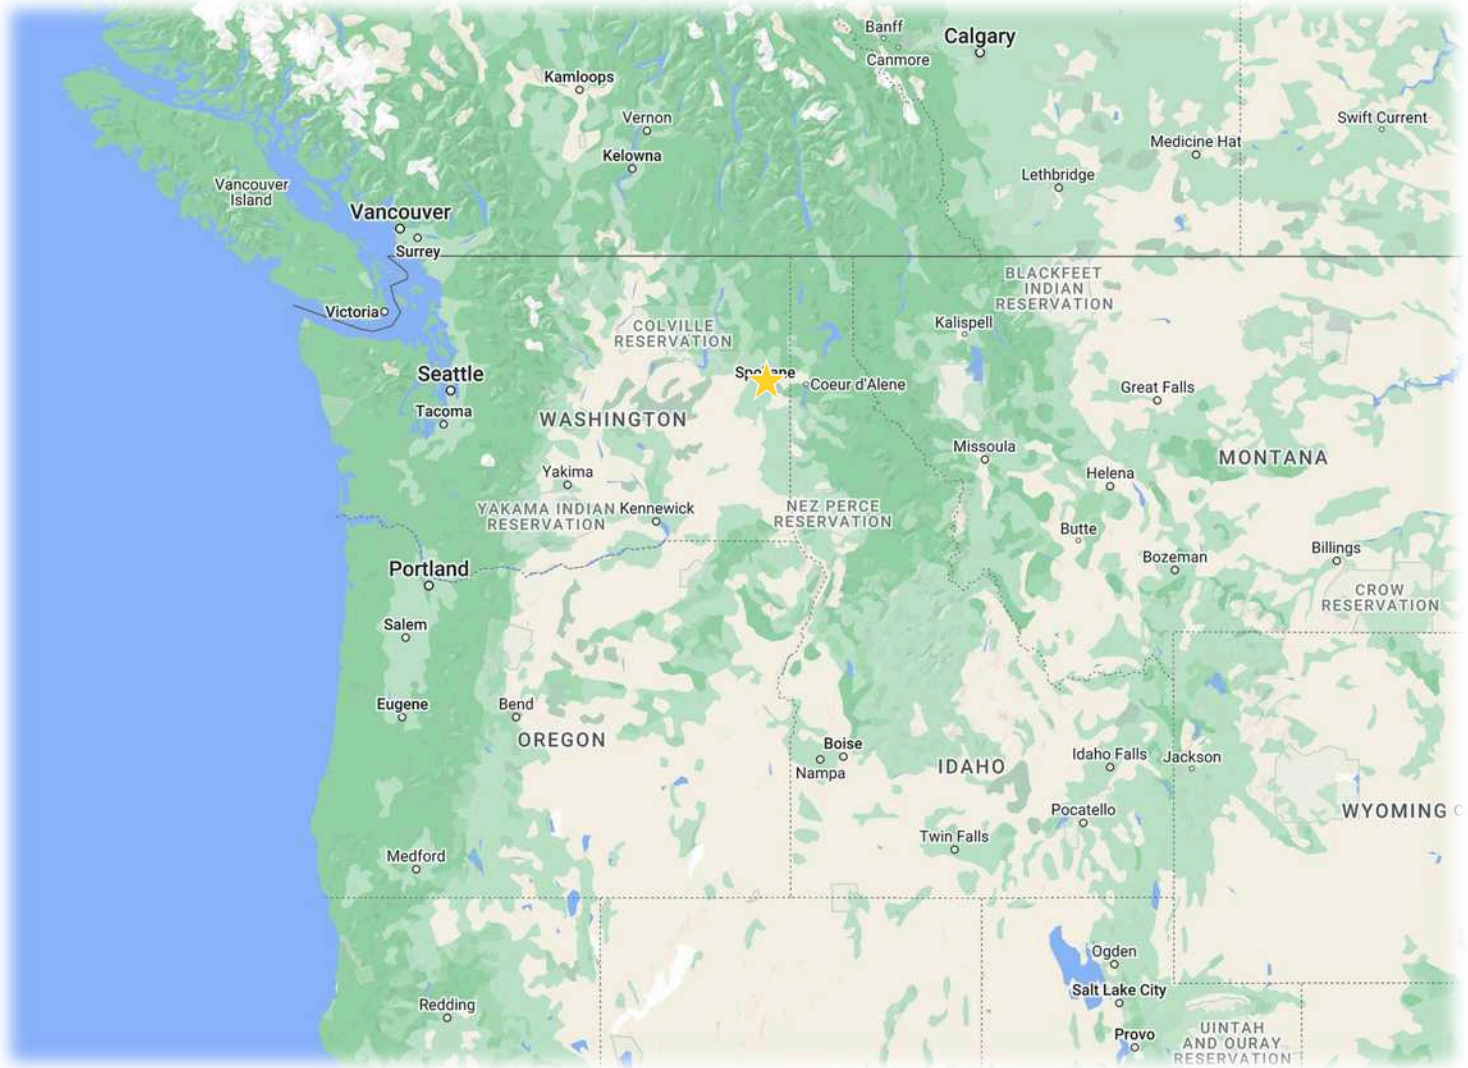 Banff
Calgary
Canmore
Kamloops
Vernon
Swift Current
Medicine Hat
Kelowna
Lethbridge
Vancouver
Island
Vancouver
Surrey
BLACKFEET
INDIAN
RESERVATION
Victoria
Kalispell
COLVILLE
RESERVATION
Seattle
Spokane
Coeur d'Alene
Great Falls
Tacoma
WASHINGTON
Missoula
MONTANA
Yakima
Helena
YAKAMA INDIAN
RESERVATION
Kennewick
NEZ PERCE
RESERVATION
Butte
Billings
Bozeman
Portland
CROW
RESERVATION
Salem
Eugene
Bend
OREGON
Boise
Nampa
IDAHO
Idaho Falls
Jackson
Pocatello
WYOMING
Twin Falls
Medford
Ogden
Salt Lake City
Redding
Provo
UINTAH
AND OURAY
RESERVATION